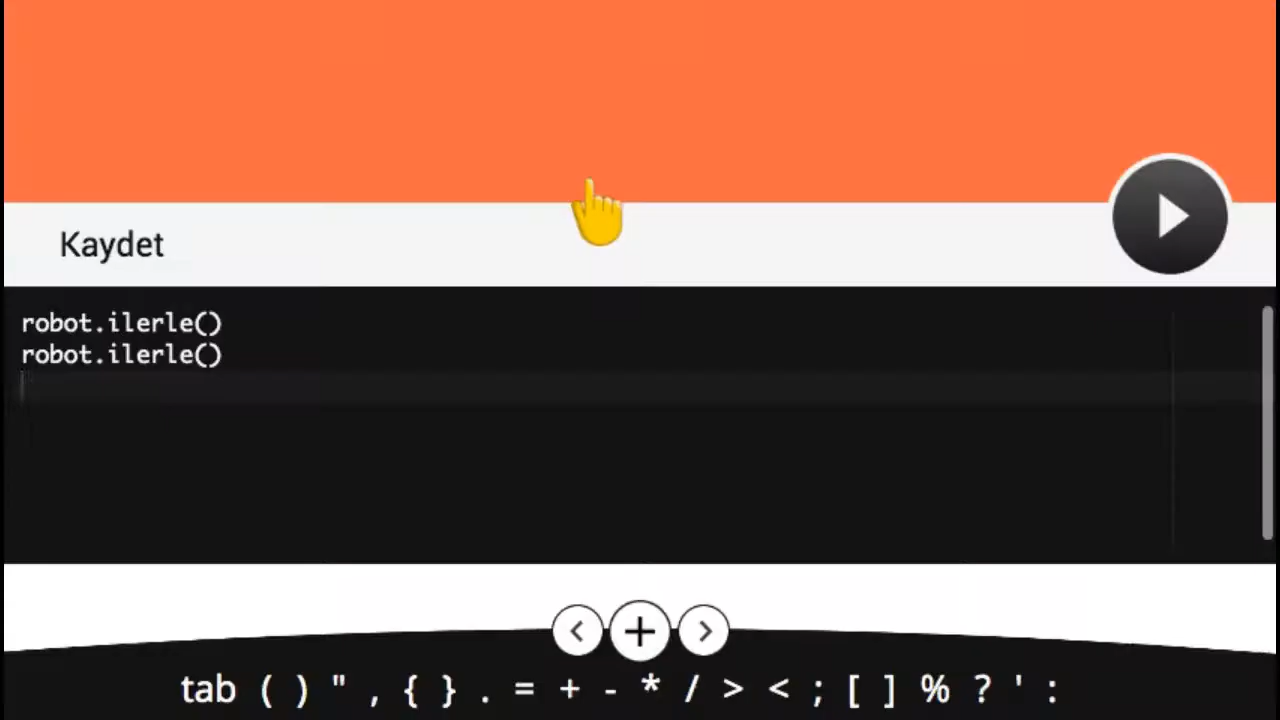 Kaydet
robot.ilerle()
robot.ilerle()
tab ( ) " , { } . = + - * / > < ; [ ] % ? ' :